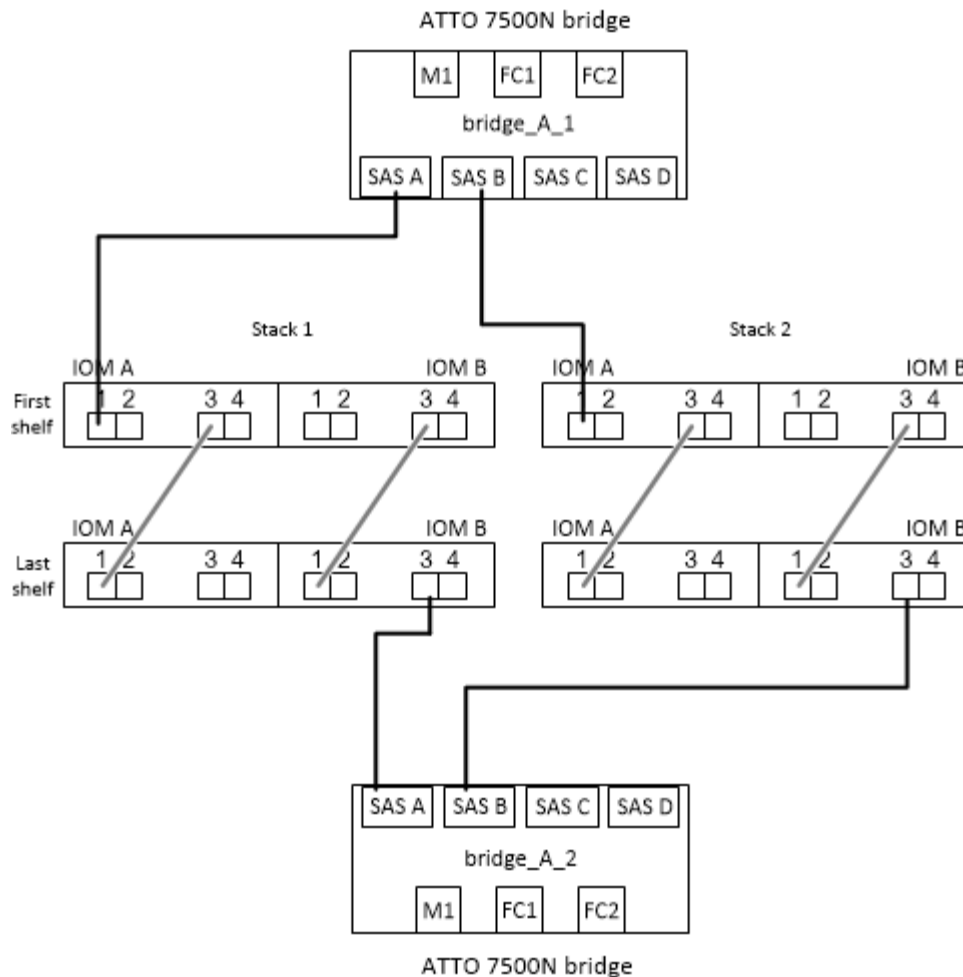 ATTO 7500N bridge
M1 FC1 FC2
bridge_A_1
SAS A SAS B SAS C SAS D
Stack 1 Stack 2
IOM A IOM B IOM A IOM B
First shelf
1 2 3 4 1 2 3 4 1 2 3 4 1 2 3 4
IOM A IOM B IOM A IOM B
Last shelf
1 2 3 4 1 2 3 4 1 2 3 4 1 2 3 4
SAS A SAS B SAS C SAS D
bridge_A_2
M1 FC1 FC2
ATTO 7500N bridge